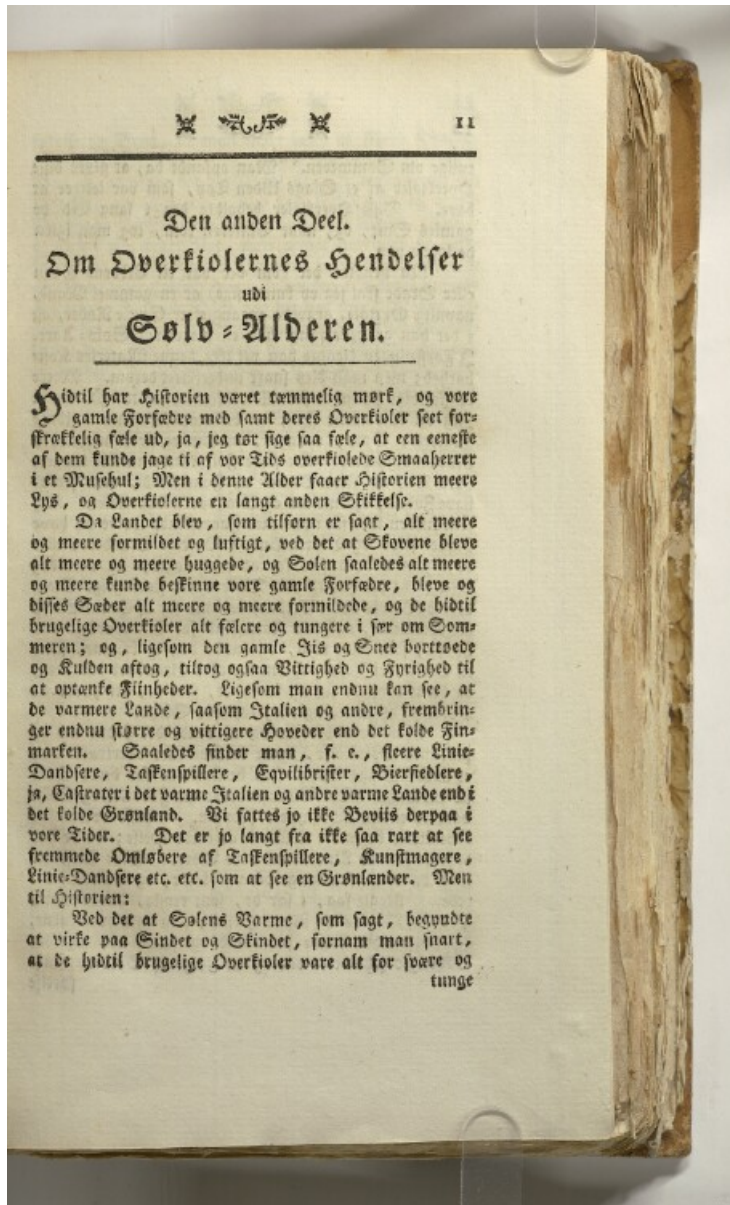 11
Den anden Deel.
Om Overkiolernes Hendelser
udi
Sølv-Alderen.
Hidtil har Historien været tæmmelig mørk, og vore
gamle Forfædre med samt deres Overkioler seet for-
skrækkelig fæle ud, ja, jeg tør sige saa fæle, at een eeneste
af dem kunde jage ti af vor Tids overkiolede Smaaherrer
i et Musehul; Men i denne Alder faaer Historien meere
Lys, og Overkiolerne en langt anden Skikkelse.
Da Landet blev, som tilforn er sagt, alt meere
og meere formildet og luftigt, ved det at Skovene bleve
alt meere og meere huggede, og Solen saaledes alt meere
og meere kunde beskinne vore gamle Forfædre, bleve og
disses Sæder alt meere og meere formildede, og de hidtil
brugelige Overkioler alt fælere og tungere i sær om Som-
meren; og, ligesom den gamle Iis og Snee borttøede
og Kulden aftog, tiltog ogsaa Vittighed og Fyrighed til
at optænke Fiinheder. Ligesom man endnu kan see, at
de varmere Lande, saasom Italien og andre, frembrin-
ger endnu større og vittigere Hoveder end det kolde Fin-
marken. Saaledes finder man, f. e., fleere Linie-
Dandsere, Taskenspillere, Eqvilibrister, Bierfiedlere,
ja, Castrater i det varme Italien og andre varme Lande end i
det kolde Grønland. Vi fattes jo ikke Beviis derpaa i
vore Tider. Det er jo langt fra ikke saa rart at see
fremmede Omløbere af Taskenspillere, Kunstmagere,
Linie-Dandsere etc. etc. som at see en Grønlænder. Men
til Historien:
Ved det at Solens Varme, som sagt, begyndte
at virke paa Sindet og Skindet, fornam man snart,
at de hidtil brugelige Overkioler vare alt for svære og
tunge